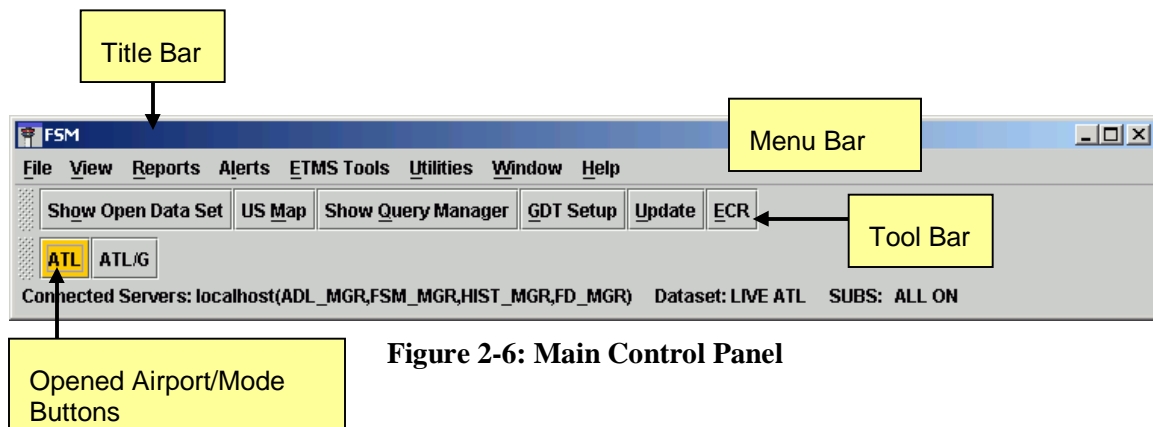 Title Bar
FSM
Menu Bar
File View Reports Alerts ETMS Tools Utilities Window Help
Show Open Data Set US Map Show Query Manager GDT Setup Update ECR
Tool Bar
ATL ATL/G
Connected Servers: localhost(ADL_MGR,FSM_MGR,HIST_MGR,FD_MGR) Dataset: LIVE ATL SUBS: ALL ON
Figure 2-6: Main Control Panel
Opened Airport/Mode
Buttons